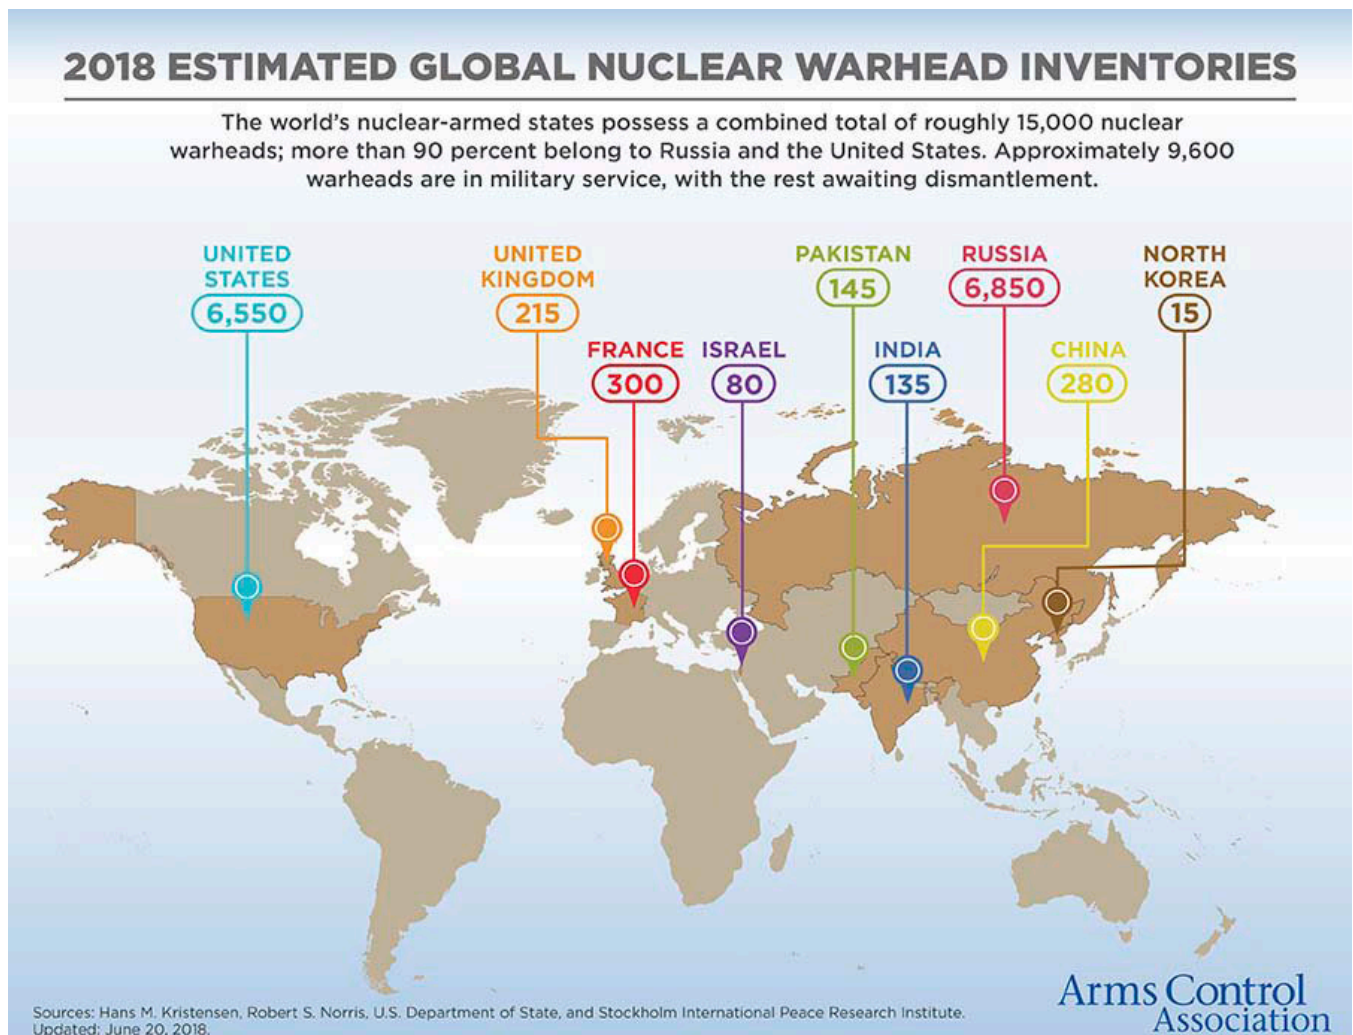 2018 ESTIMATED GLOBAL NUCLEAR WARHEAD INVENTORIES
The world's nuclear-armed states possess a combined total of roughly 15,000 nuclear
warheads; more than 90 percent belong to Russia and the United States. Approximately 9,600
warheads are in military service, with the rest awaiting dismantlement.
UNITED
STATES
6,550
UNITED
KINGDOM
215
FRANCE
300
ISRAEL
80
PAKISTAN
145
INDIA
135
RUSSIA
6,850
CHINA
280
NORTH
KOREA
15
Sources: Hans M. Kristensen, Robert S. Norris, U.S. Department of State, and Stockholm International Peace Research Institute.
Updated: June 20, 2018.
Arms Control
Association